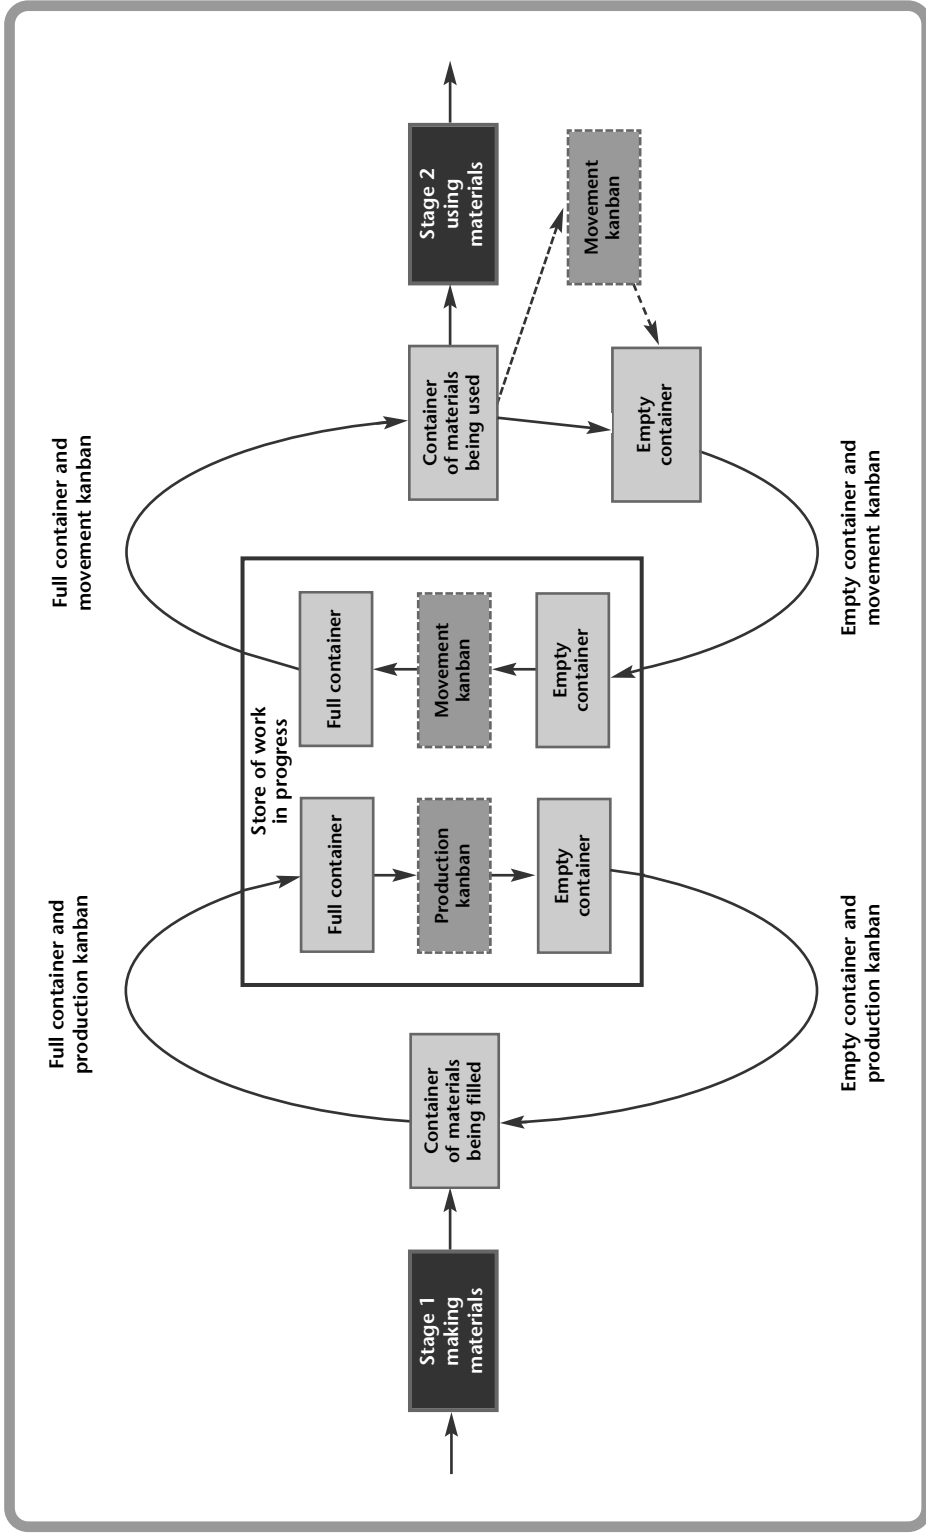 Full container and
production kanban
Full container and
movement kanban
Store of work
in progress
Stage 1
making
materials
Container
of materials
being filled
Full container
Production
kanban
Empty
container
Full container
Movement
kanban
Empty
container
Container
of materials
being used
Stage 2
using
materials
Movement
kanban
Empty
container
Empty container and
production kanban
Empty container and
movement kanban